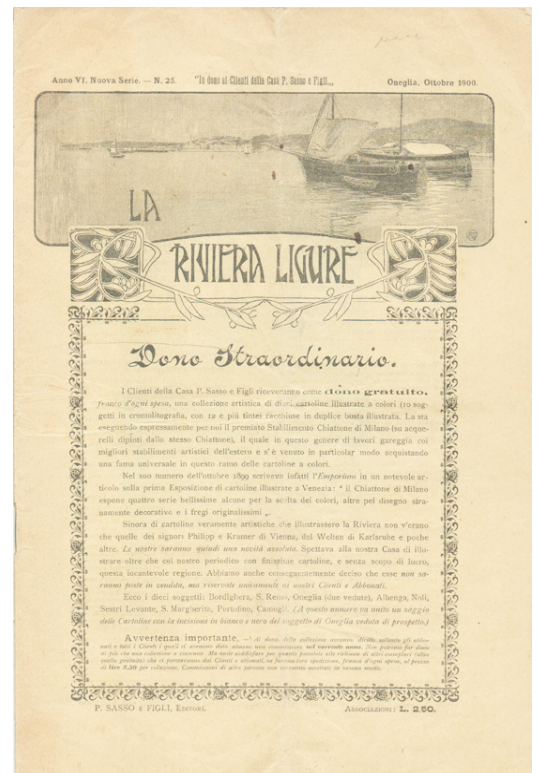 Anno VI, Nuova Serie. — N. 25.
"In dono ai Clienti della Casa P. Sasso e Figli„
Oneglia, Ottobre 1900.
LA
RIVIERA LIGURE
Dono Straordinario.
I Clienti della Casa P. Sasso e Figli riceveranno come dono gratuito,
franco d'ogni spesa, una collezione artistica di dieci cartoline illustrate a colori (10 sog-
getti in cromolitografia, con 12 e più tinte) racchiuse in duplice busta illustrata. La sta
eseguendo espressamente per noi il premiato Stabilimento Chiattone di Milano (su acque-
relli dipinti dallo stesso Chiattone), il quale in questo genere di lavori gareggia coi
migliori stabilimenti artistici dell'estero e s'è venuto in particolar modo acquistando
una fama universale in questo ramo delle cartoline a colori.
Nel suo numero dell'ottobre 1899 scriveva infatti l'Emporium in un notevole ar-
ticolo sulla prima Esposizione di cartoline illustrate a Venezia: " il Chiattone di Milano
espone quattro serie bellissime alcune per la scelta dei colori, altre pel disegno stra-
namente decorativo e i fregi originalissimi „.
Sinora di cartoline veramente artistiche che illustrassero la Riviera non v'erano
che quelle dei signori Philipp e Kramer di Vienna, del Welten di Karlsruhe e poche
altre. Le nostre saranno quindi una novità assoluta. Spettava alla nostra Casa di illu-
strare oltre che col nostro periodico con finissime cartoline, e senza scopo di lucro,
questa incantevole regione. Abbiamo anche conseguentemente deciso che esse non sa-
ranno poste in vendita, ma riservate unicamente ai nostri Clienti e Abbonati.
Ecco i dieci soggetti: Bordighera, S. Remo, Oneglia (due vedute), Albenga, Noli,
Sestri Levante, S. Margherita, Portofino, Camogli. (A questo numero va unito un saggio
delle Cartoline con la incisione in bianco e nero del soggetto di Oneglia veduta di prospetto.)
Avvertenza importante.
P. SASSO e FIGLI, Editori.
Associazioni: L. 2.50.